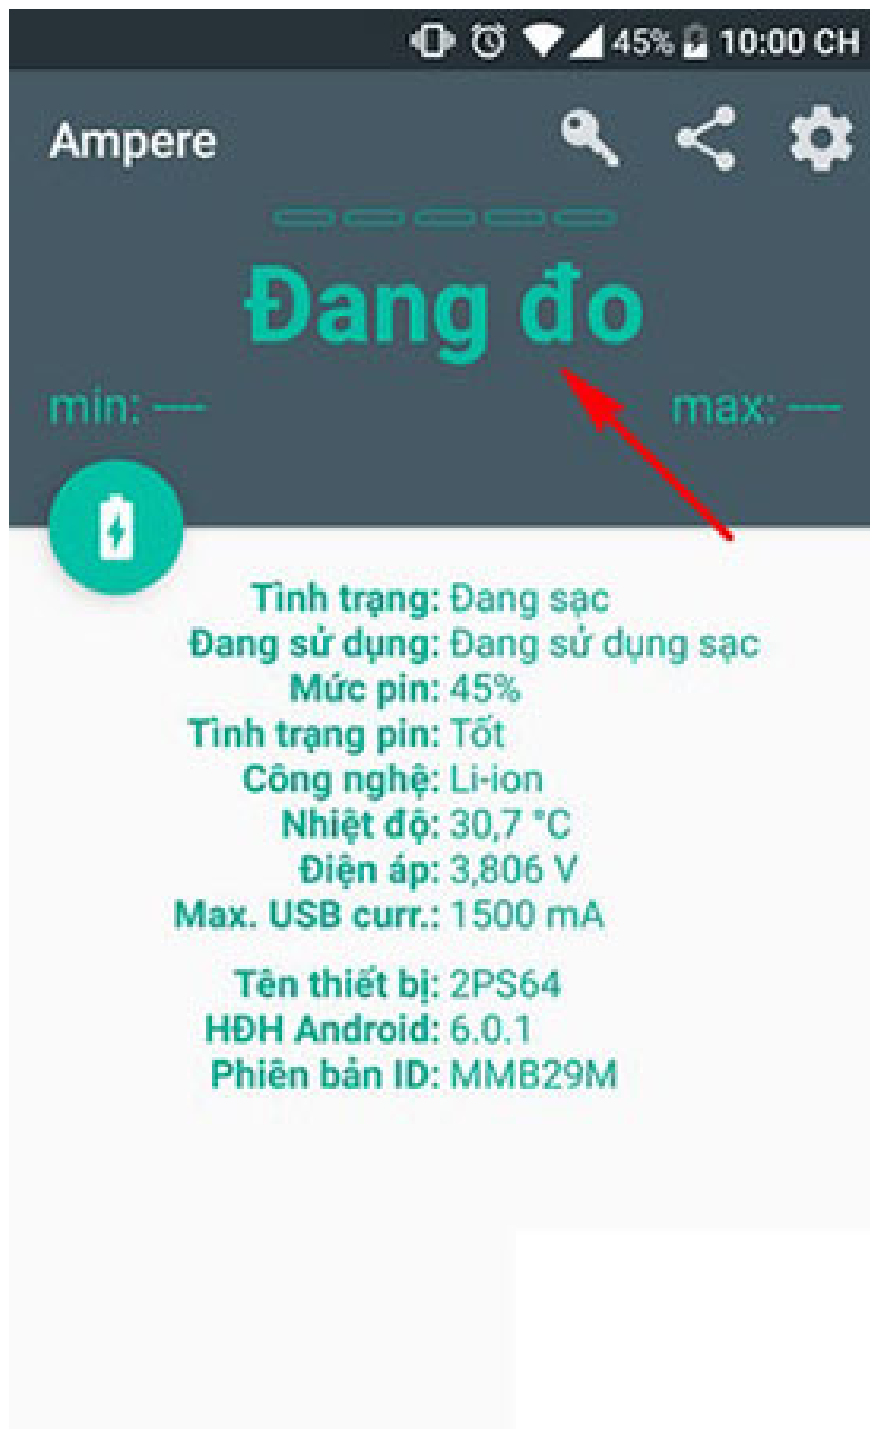 45% 10:00 CH
Ampere
Đang đo
min: ---- max: ----
Tình trạng: Đang sạc
Đang sử dụng: Đang sử dụng sạc
Mức pin: 45%
Tình trạng pin: Tốt
Công nghệ: Li-ion
Nhiệt độ: 30,7 °C
Điện áp: 3,806 V
Max. USB curr.: 1500 mA
Tên thiết bị: 2PS64
HĐH Android: 6.0.1
Phiên bản ID: MMB29M